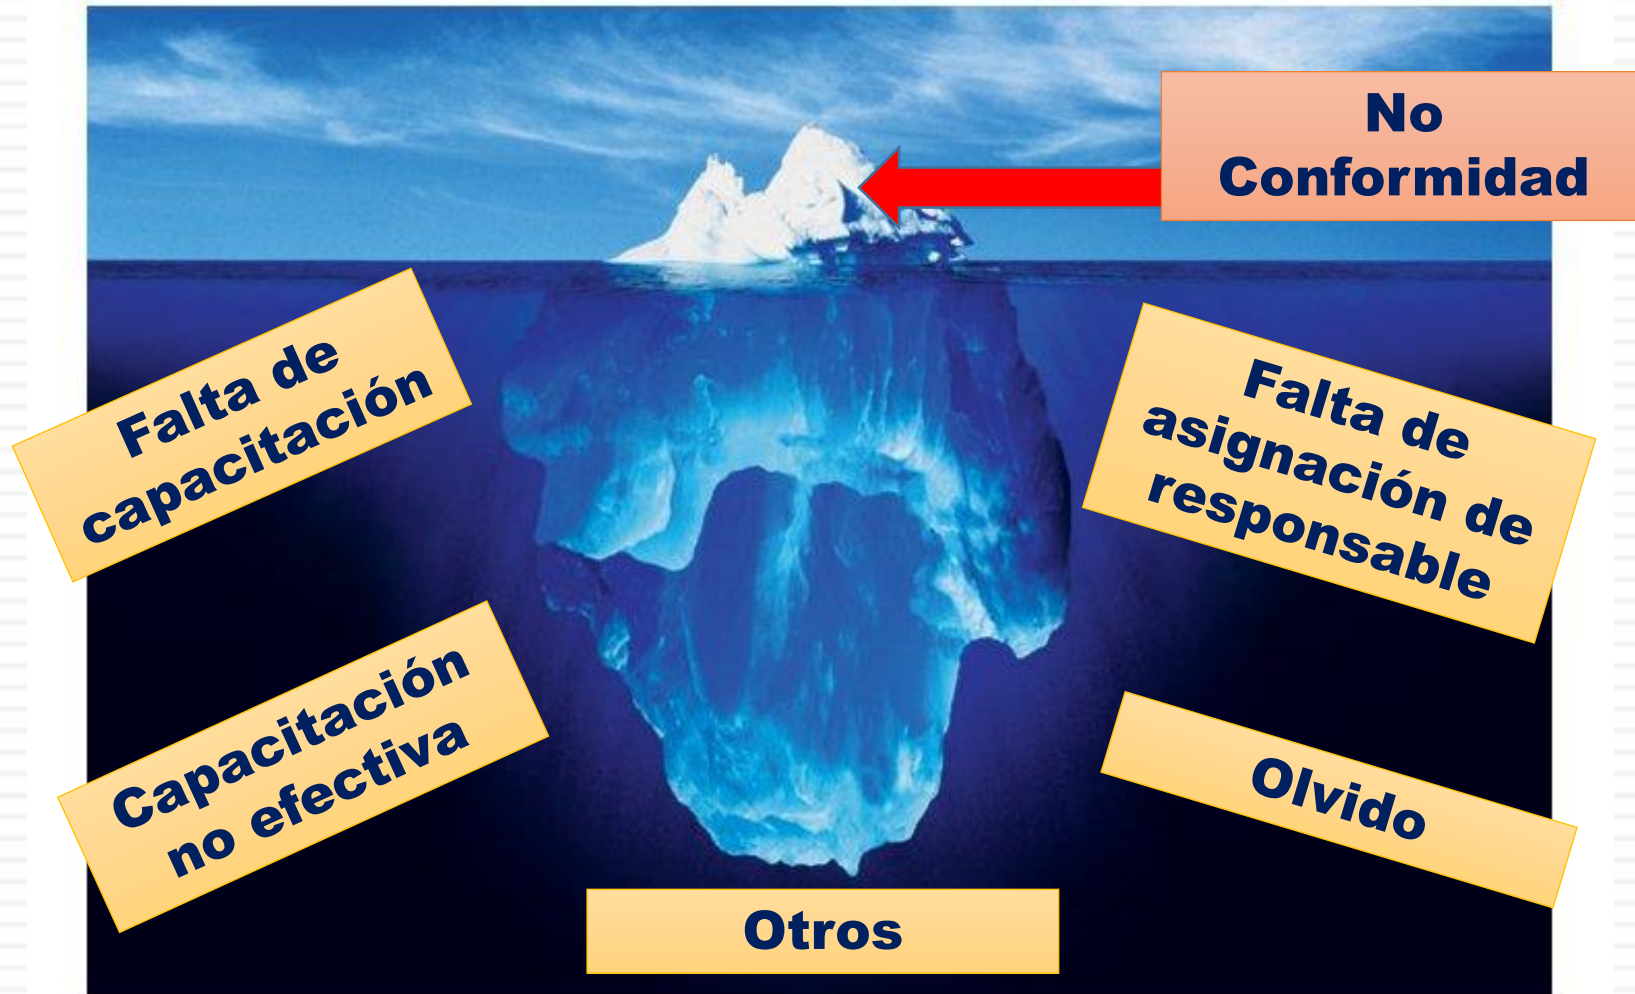 No
Conformidad
Falta de
capacitación
Falta de
asignación de
responsable
Capacitación
no efectiva
Olvido
Otros